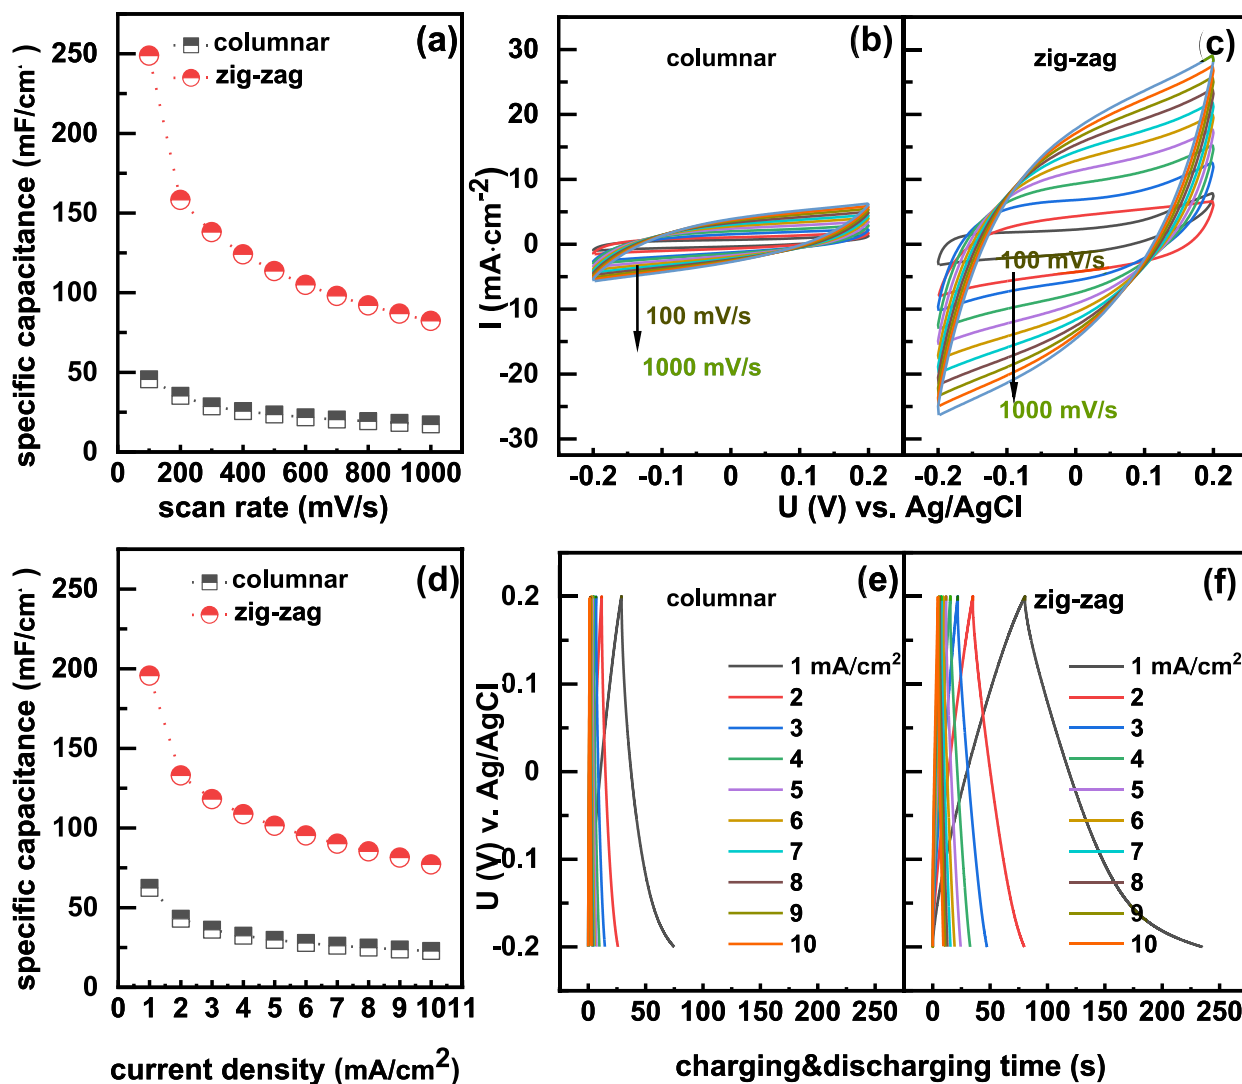 (a)
columnar
zig-zag
250
200
150
100
50
0
0 200 400 600 800 1000
specific capacitance (mF/cm
scan rate (mV/s)
(b)
columnar
30
20
10
0
-10
-20
-30
I (mA·cm-2)
100 mV/s
1000 mV/s
-0.2 -0.1 0 0.1 0.2
(c)
zig-zag
100 mV/s
1000 mV/s
-0.2 -0.1 0 0.1 0.2
U (V) vs. Ag/AgCl
(d)
columnar
zig-zag
250
200
150
100
50
0
0 1 2 3 4 5 6 7 8 9 10 11
specific capacitance (mF/cm
current density (mA/cm2)
(e)
columnar
0.2
0.1
0
0.1
-0.2
U (V) v. Ag/AgCl
1 mA/cm2
2
3
4
5
6
7
8
9
10
0 50 100 150 200 250
(f)
zig-zag
1 mA/cm2
2
3
4
5
6
7
8
9
10
0 50 100 150 200 250
charging&discharging time (s)